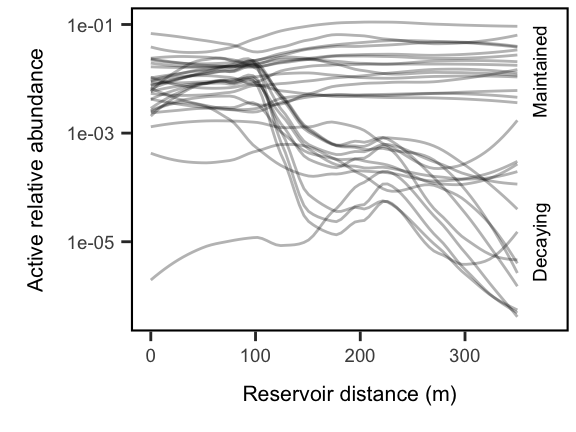 Active relative abundance
1e-01
1e-03
1e-05
Maintained
Decaying
0
100
200
300
Reservoir distance (m)